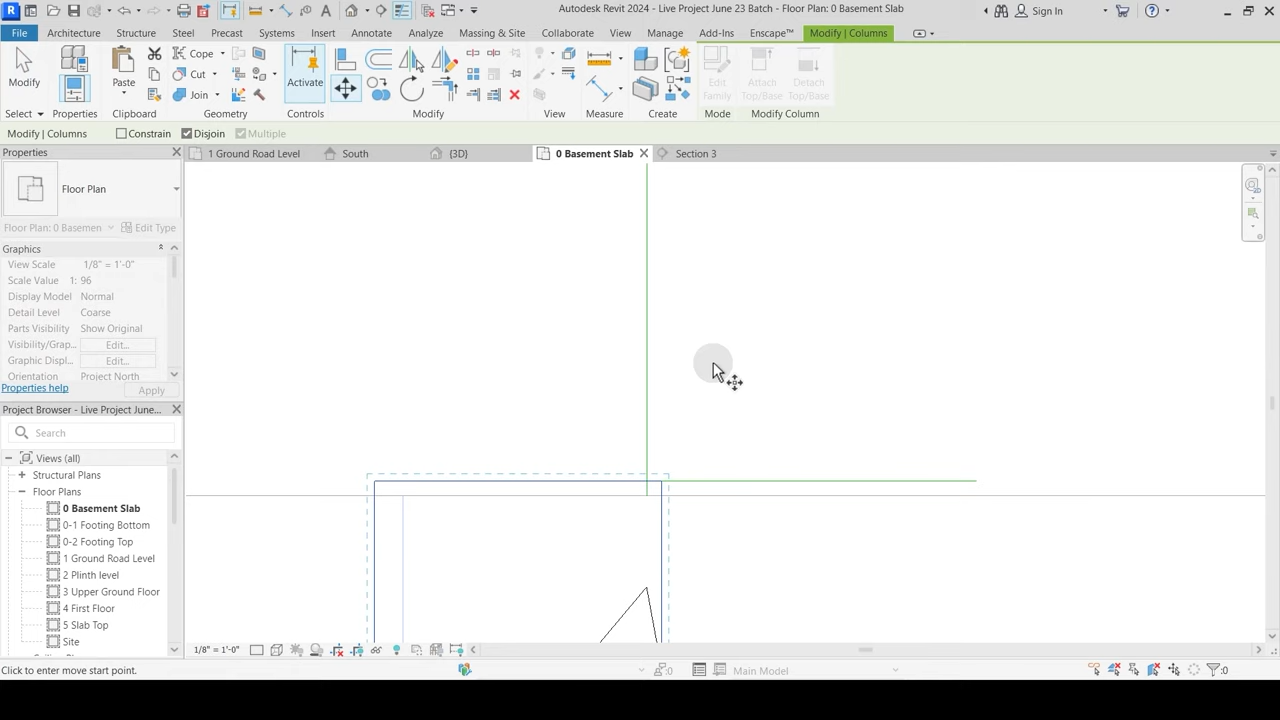 Autodesk Revit 2024 - Live Project June 23 Batch - Floor Plan: 0 Basement Slab
Sign In
File Architecture Structure Steel Precast Systems Insert Annotate Analyze Massing & Site Collaborate View Manage Add-Ins Enscape™ Modify | Columns
Modify Paste Cope Cut Join Activate Edit Family Attach Top/Base Detach Top/Base
Select Properties Clipboard Geometry Controls Modify View Measure Create Mode Modify Column
Modify | Columns Constrain Disjoin Multiple
Properties
1 Ground Road Level South {3D} 0 Basement Slab Section 3
Floor Plan
Floor Plan: 0 Basemen Edit Type
Graphics
View Scale 1/8" = 1'-0"
Scale Value 1: 96
Display Model Normal
Detail Level Coarse
Parts Visibility Show Original
Visibility/Grap... Edit...
Graphic Displ... Edit...
Orientation Project North
Properties help Apply
Project Browser - Live Project June...
Search
Views (all)
Structural Plans
Floor Plans
0 Basement Slab
0-1 Footing Bottom
0-2 Footing Top
1 Ground Road Level
2 Plinth level
3 Upper Ground Floor
4 First Floor
5 Slab Top
Site
1/8" = 1'-0"
Click to enter move start point. :0 Main Model :0